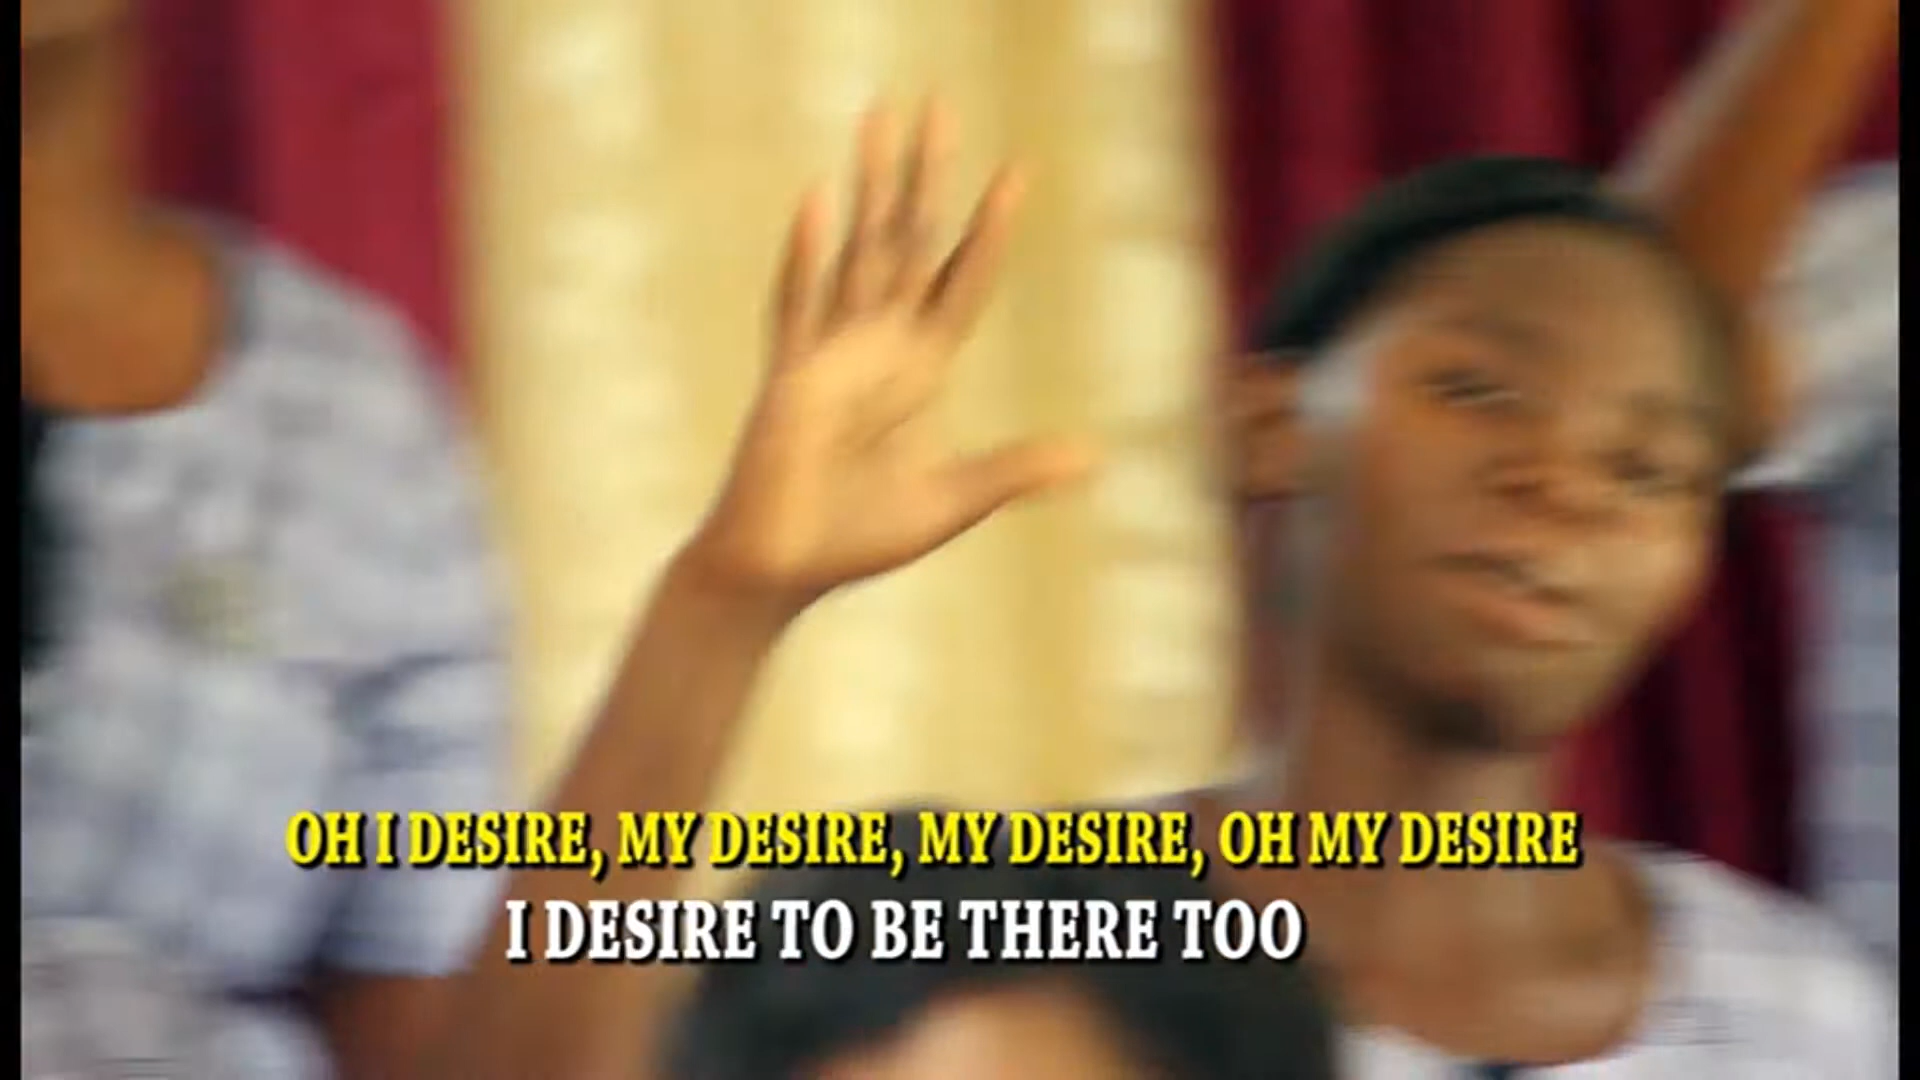 OH I DESIRE, MY DESIRE, MY DESIRE, OH MY DESIRE
I DESIRE TO BE THERE TOO